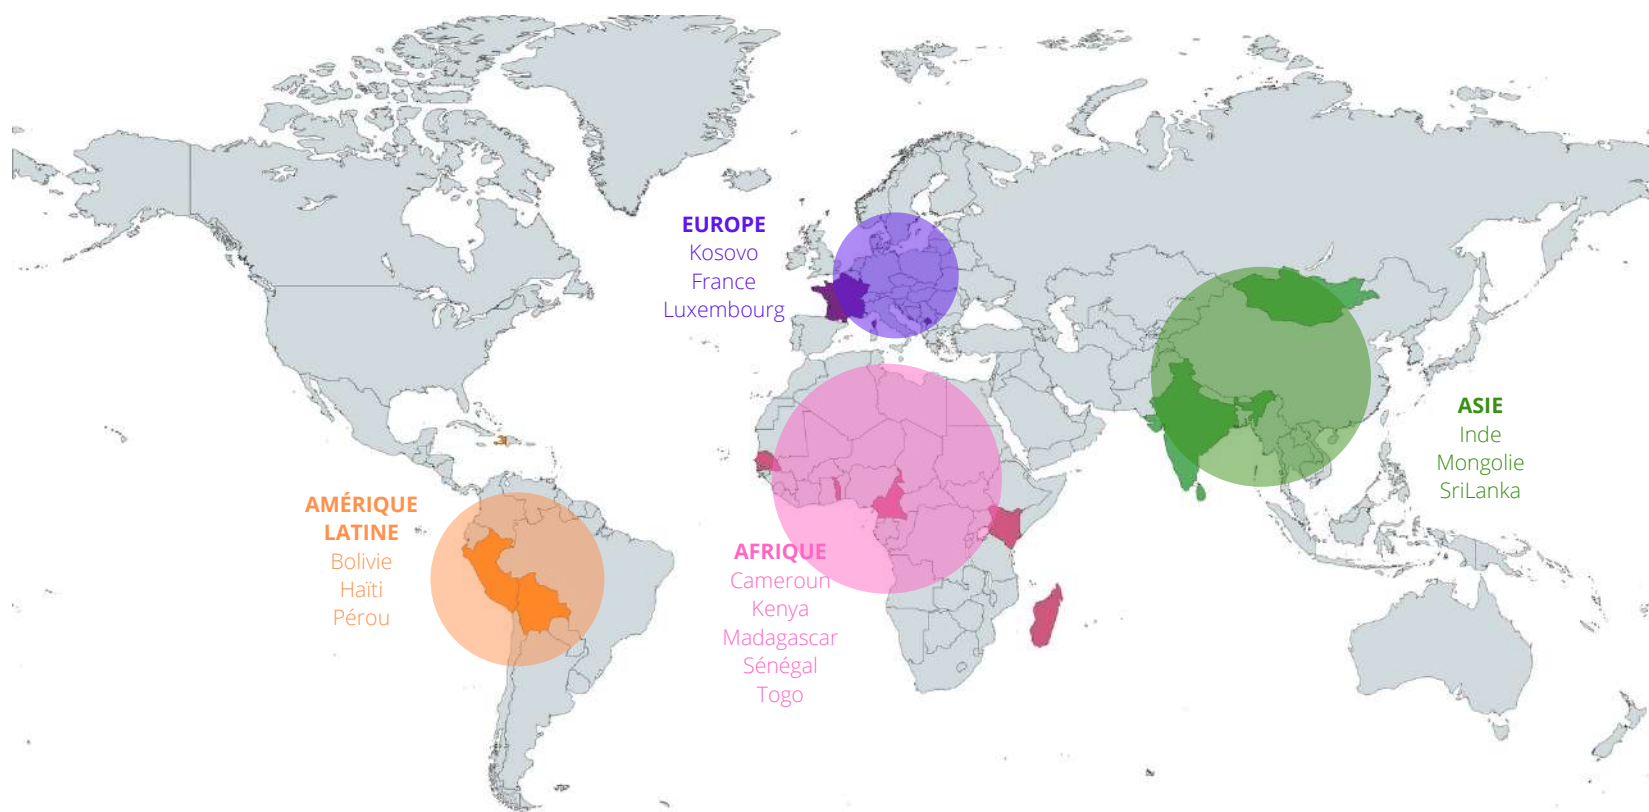 EUROPE
Kosovo
France
Luxembourg
ASIE
Inde
Mongolie
SriLanka
AMÉRIQUE
LATINE
Bolivie
Haïti
Pérou
AFRIQUE
Cameroun
Kenya
Madagascar
Sénégal
Togo